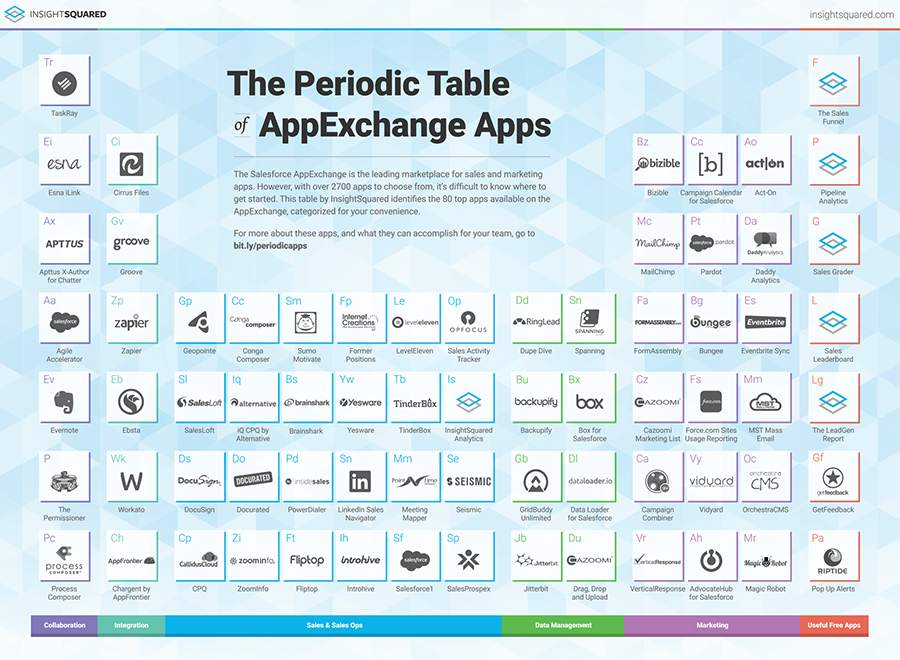 INSIGHTSQUARED
insightsquared.com
The Periodic Table
of AppExchange Apps
The Salesforce AppExchange is the leading marketplace for sales and marketing
apps. However, with over 2700 apps to choose from, it's difficult to know where to
get started. This table by InsightSquared identifies the 80 top apps available on the
AppExchange, categorized for your convenience.
For more about these apps, and what they can accomplish for your team, go to
bit.ly/periodicapps
Tr
TaskRay
F
The Sales
Funnel
Ei
esna
Esna iLink
Ci
Cirrus Files
Bz
bizible
Bizible
Cc
[b]
Campaign Calendar
for Salesforce
Ao
act|on
Act-On
P
Pipeline
Analytics
Ax
APTTUS
Apttus X-Author
for Chatter
Gv
groove
Groove
Mc
MailChimp
MailChimp
Pt
salesforce pardot
Pardot
Da
DaddyAnalytics
Daddy
Analytics
G
Sales Grader
Aa
salesforce
Agile
Accelerator
Zp
zapier
Zapier
Gp
Geopointe
Cc
Conga
composer
Conga
Composer
Sm
Sumo
Motivate
Fp
Internet
Creations
Former
Positions
Le
leveleleven
LevelEleven
Op
OPFOCUS
Sales Activity
Tracker
Dd
RingLead
Dupe Dive
Sn
SPANNING
Spanning
Fa
FORMASSEMBLY
FormAssembly
Bg
Bungee
Bungee
Es
Eventbrite
Eventbrite Sync
L
Sales
Leaderboard
Ev
Evernote
Eb
Ebsta
Sl
SalesLoft
SalesLoft
Iq
alternative
iQ CPQ by
Alternative
Bs
brainshark
Brainshark
Yw
Yesware
Yesware
Tb
TinderBox
TinderBox
Is
InsightSquared
Analytics
Bu
backupify
Backupify
Bx
box
Box for
Salesforce
Cz
CAZOOMI
Cazoomi
Marketing List
Fs
force.com
Force.com Sites
Usage Reporting
Mm
MST
MST Mass
Email
Lg
The LeadGen
Report
P
The
Permissioner
Wk
W
Workato
Ds
DocuSign
DocuSign
Do
DOCURATED
Docurated
Pd
insidesales
PowerDialer
Sn
in
LinkedIn Sales
Navigator
Mm
Point N Time
Meeting
Mapper
Se
SEISMIC
Seismic
Gb
GridBuddy
Unlimited
Dl
dataloader.io
Data Loader
for Salesforce
Ca
Campaign
Combiner
Vy
vidyard
Vidyard
Oc
orchestra
CMS
OrchestraCMS
Gf
getfeedback
GetFeedback
Pc
PROCESS
COMPOSER
Process
Composer
Ch
AppFrontier
Chargent by
AppFrontier
Cp
CallidusCloud
CPQ
Zi
zoominfo
ZoomInfo
Ft
Fliptop
Fliptop
Ih
introhive
Introhive
Sf
salesforce
Salesforce1
Sp
SalesProspex
Jb
Jitterbit
Jitterbit
Du
CAZOOMI
Drag, Drop
and Upload
Vr
VerticalResponse
VerticalResponse
Ah
AdvocateHub
for Salesforce
Mr
Magic Robot
Magic Robot
Pa
RIPTIDE
Pop Up Alerts
Collaboration
Integration
Sales & Sales Ops
Data Management
Marketing
Useful Free Apps